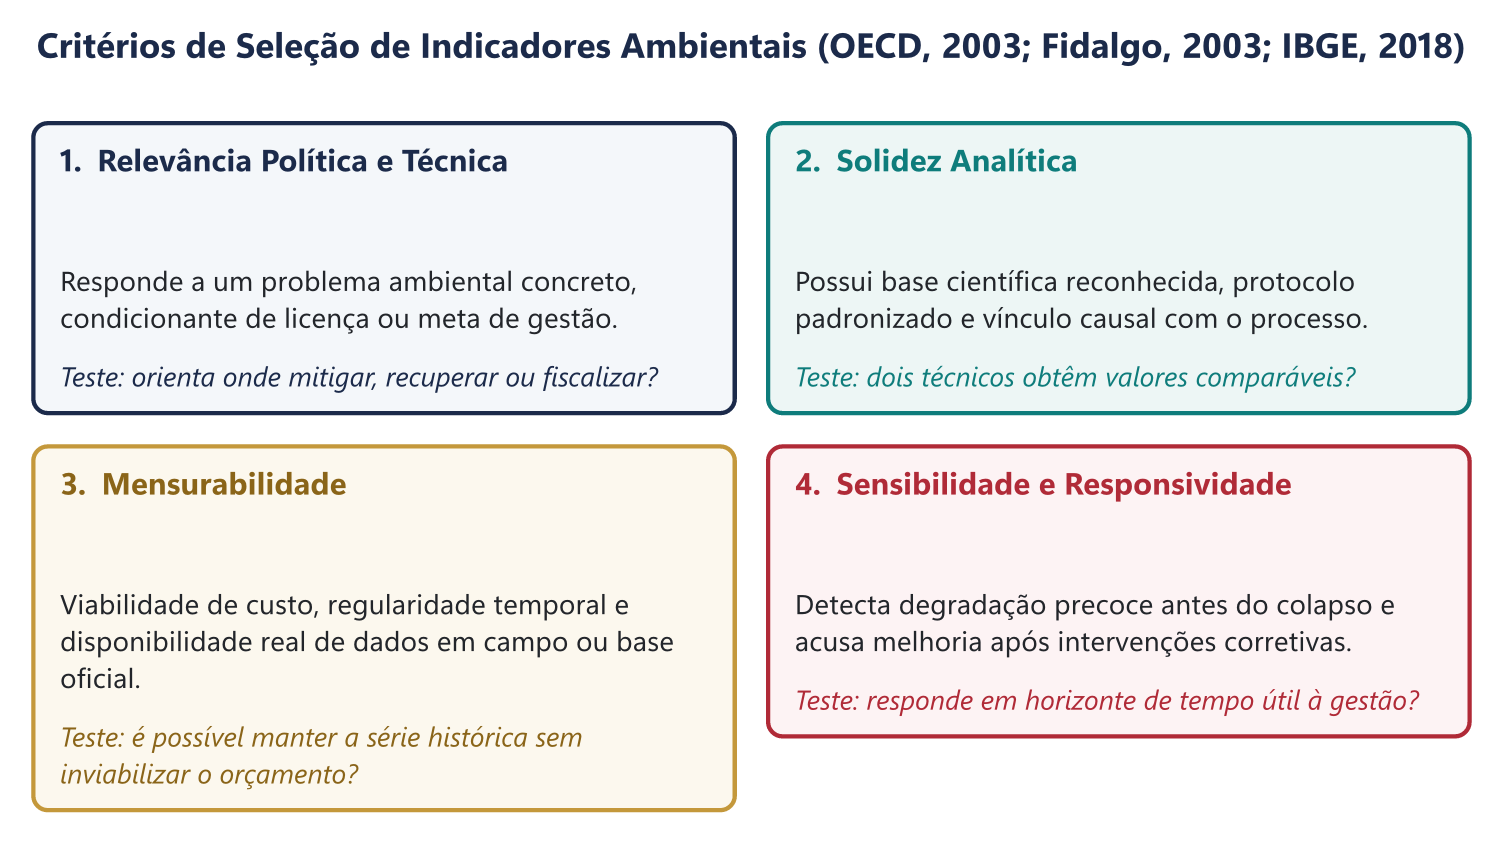 Critérios de Seleção de Indicadores Ambientais (OECD, 2003; Fidalgo, 2003; IBGE, 2018)
1. Relevância Política e Técnica
Responde a um problema ambiental concreto,
condicionante de licença ou meta de gestão.
Teste: orienta onde mitigar, recuperar ou fiscalizar?
2. Solidez Analítica
Possui base científica reconhecida, protocolo
padronizado e vínculo causal com o processo.
Teste: dois técnicos obtêm valores comparáveis?
3. Mensurabilidade
Viabilidade de custo, regularidade temporal e
disponibilidade real de dados em campo ou base
oficial.
Teste: é possível manter a série histórica sem
inviabilizar o orçamento?
4. Sensibilidade e Responsividade
Detecta degradação precoce antes do colapso e
acusa melhoria após intervenções corretivas.
Teste: responde em horizonte de tempo útil à gestão?